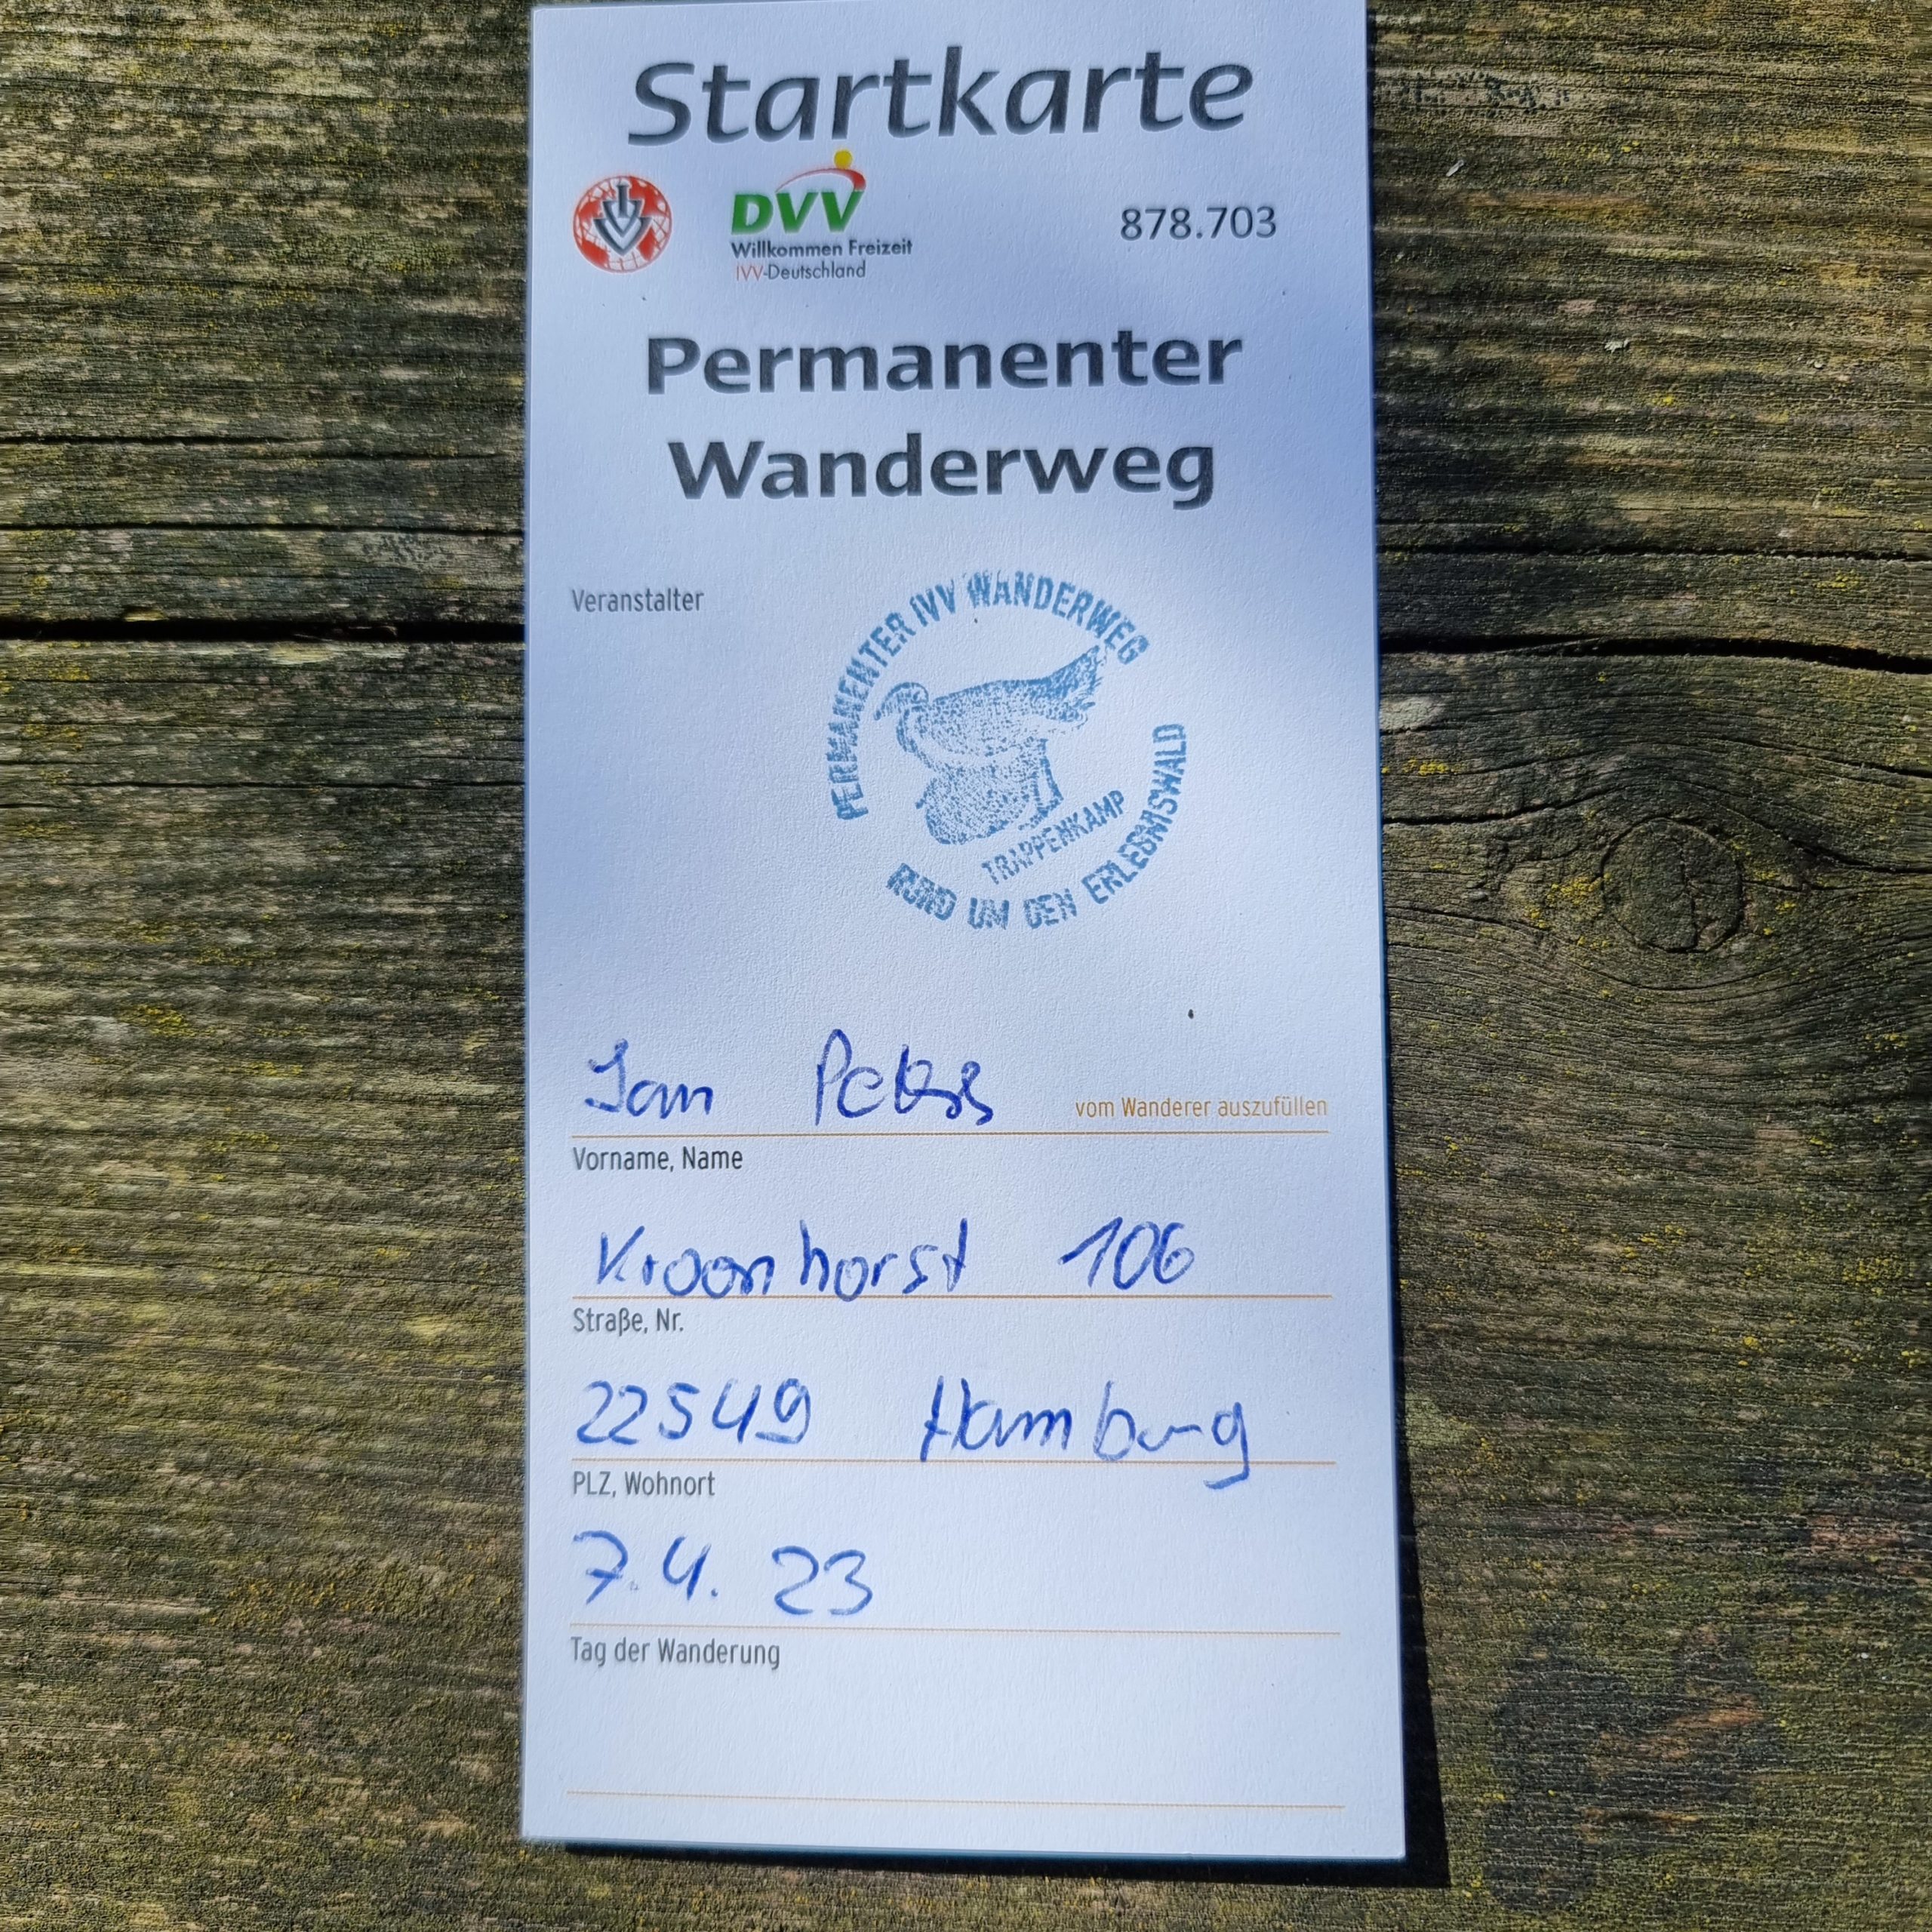 Startkarte
DVV
Willkommen Freizeit
IVV-Deutschland
878.703
Permanenter
Wanderweg
Veranstalter
PERMANENTER IVV WANDERWEG
TRAPPENKAMP
RUND UM DEN ERLEBNISWALD
Jan Peters
vom Wanderer auszufüllen
Vorname, Name
Kroonhorst 106
Straße, Nr.
22549 Hamburg
PLZ, Wohnort
7.4.23
Tag der Wanderung